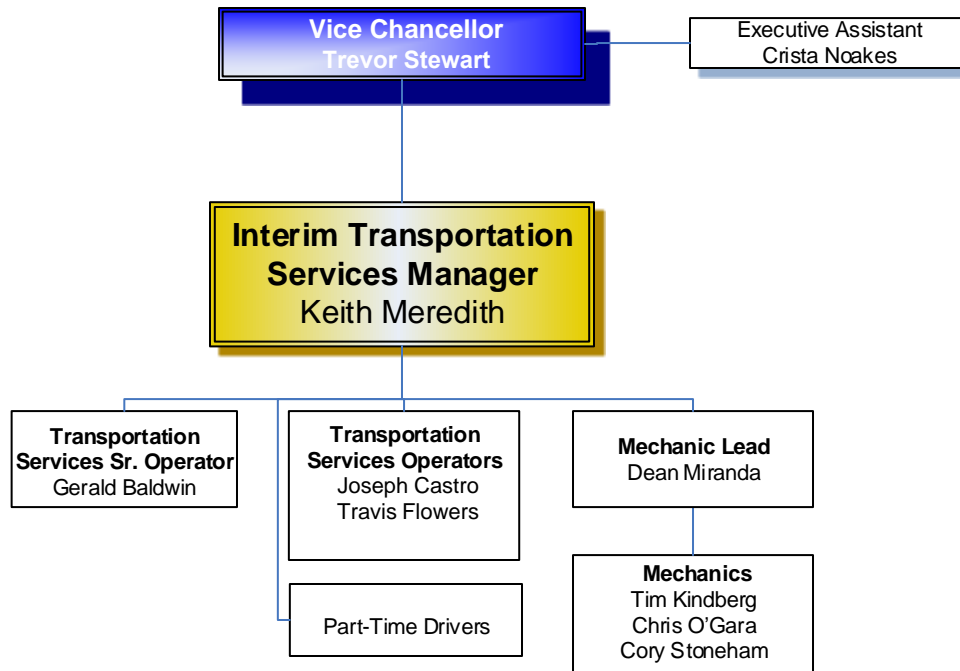 Vice Chancellor
Trevor Stewart
Executive Assistant
Crista Noakes
Interim Transportation
Services Manager
Keith Meredith
Transportation
Services Sr. Operator
Gerald Baldwin
Transportation
Services Operators
Joseph Castro
Travis Flowers
Mechanic Lead
Dean Miranda
Part-Time Drivers
Mechanics
Tim Kindberg
Chris O’Gara
Cory Stoneham